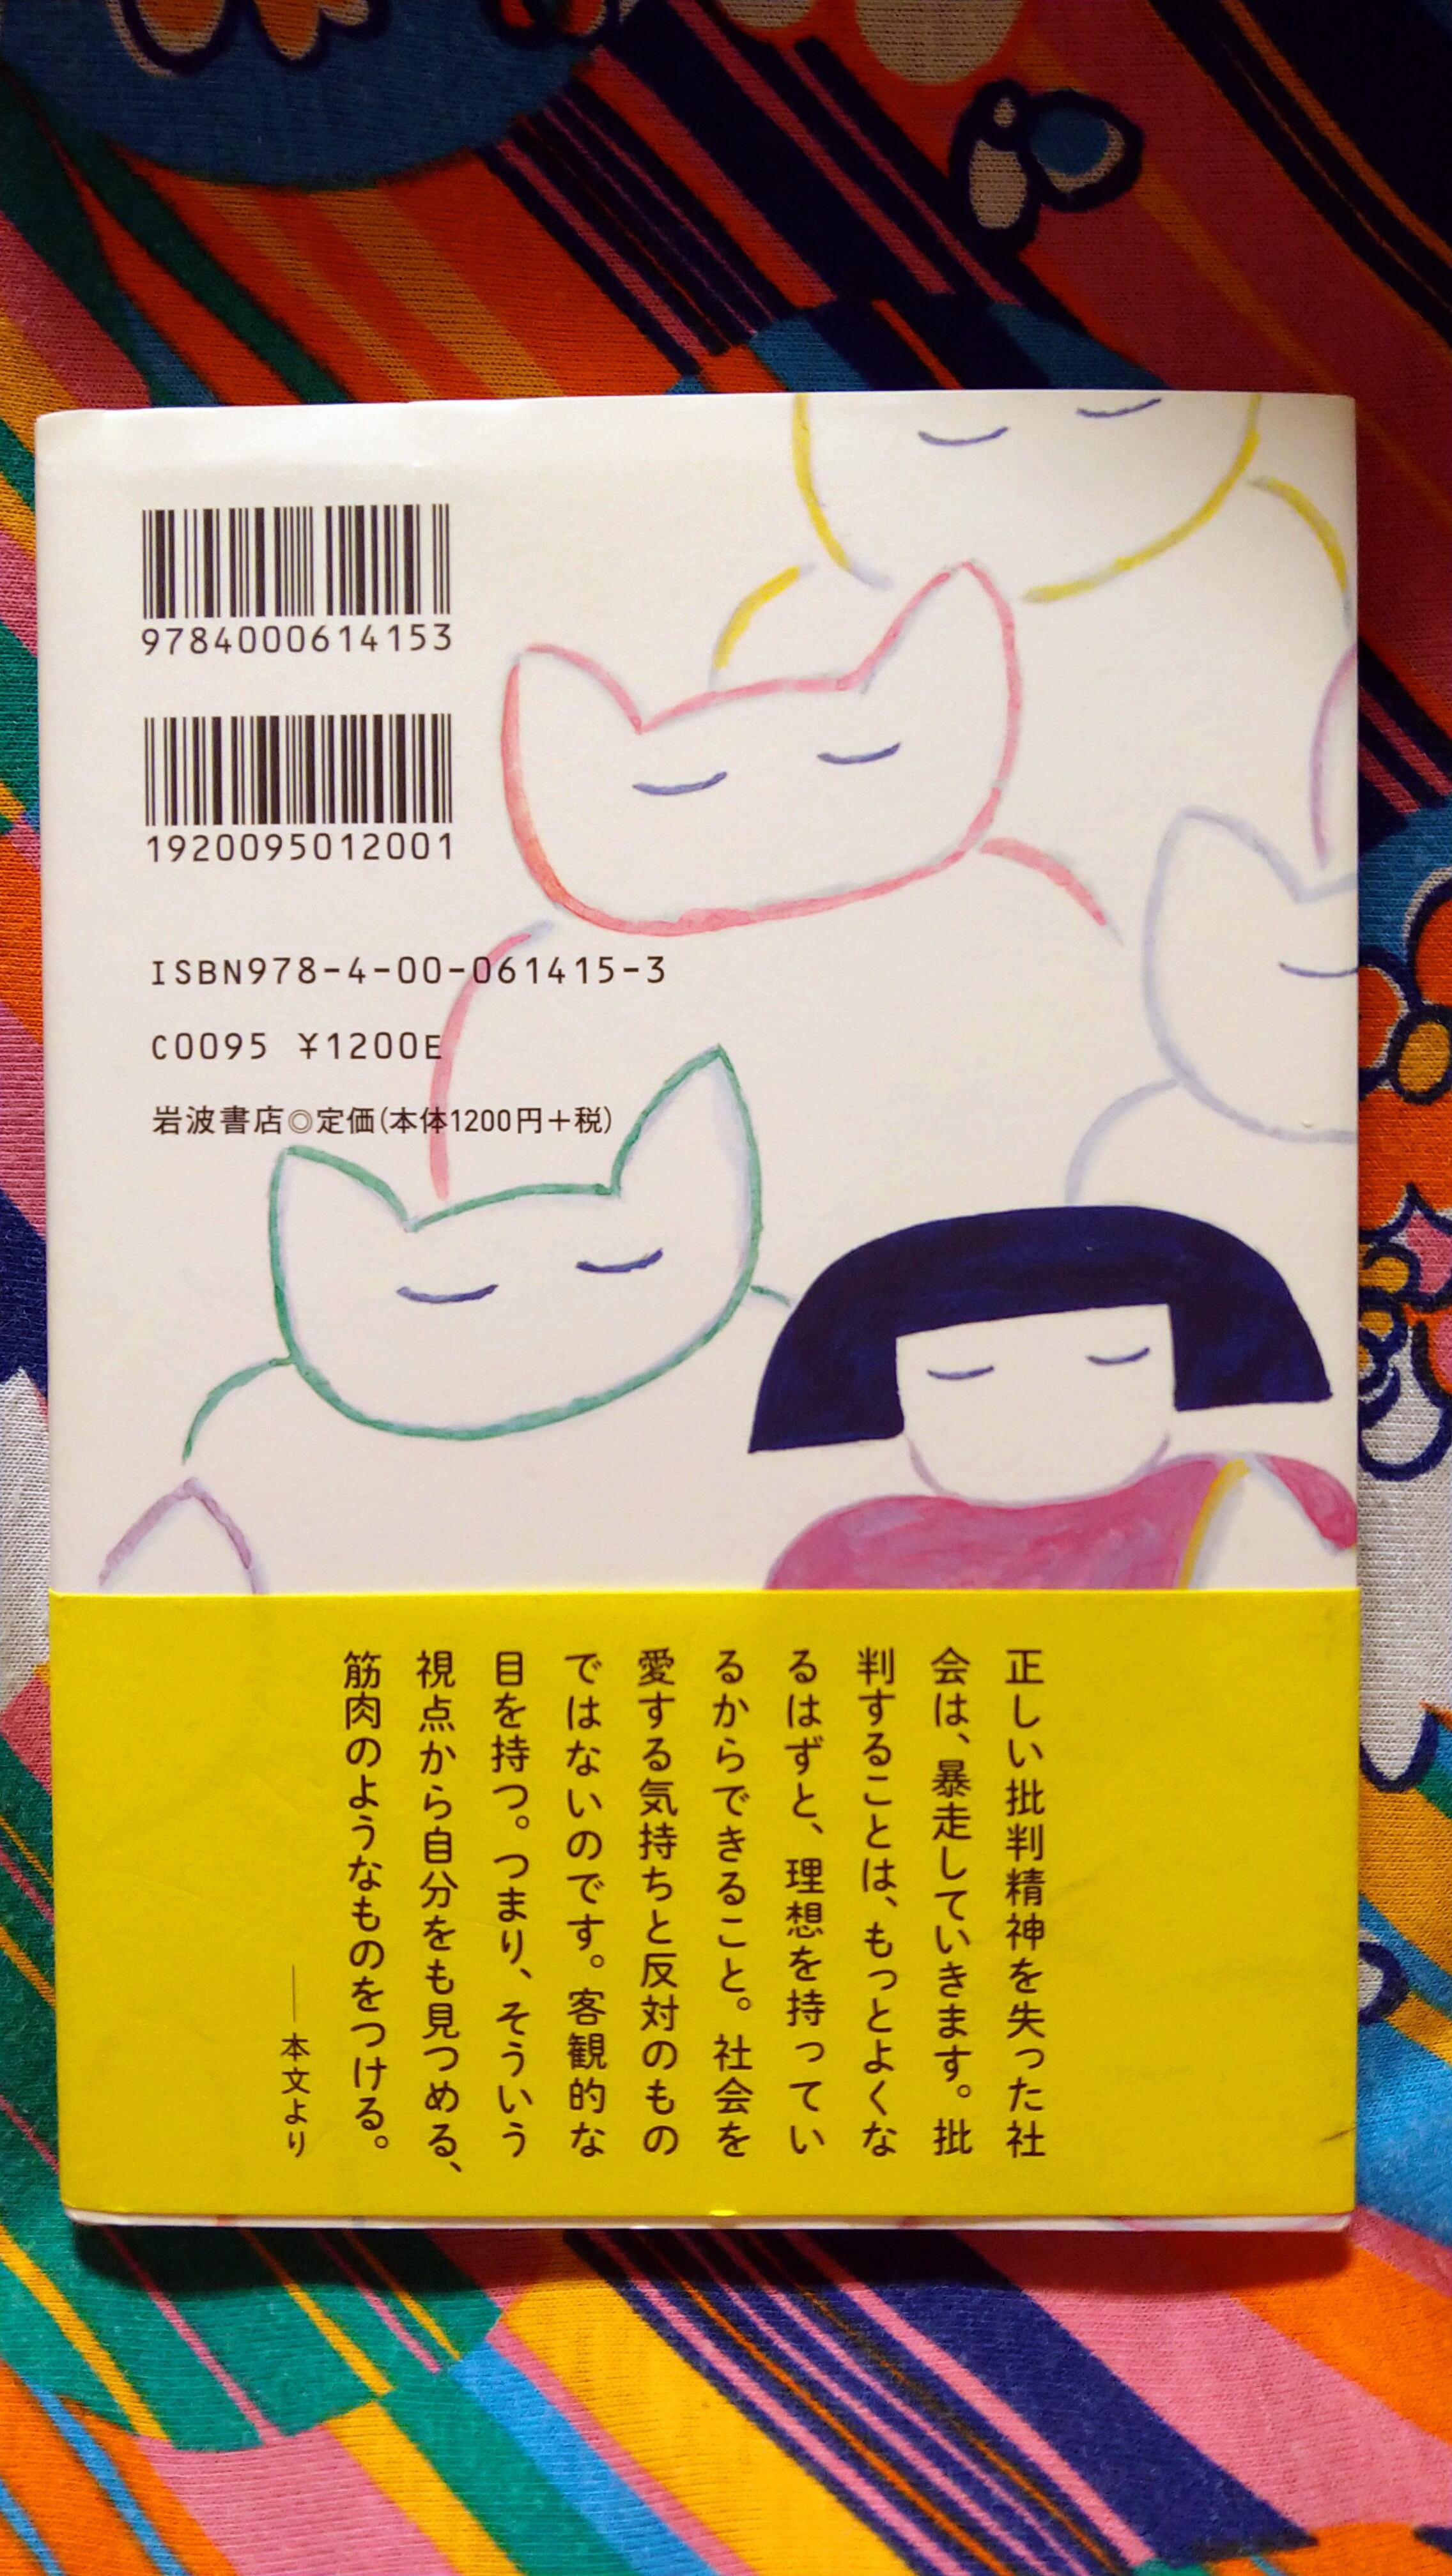 9784000614153
1920095012001
ISBN978-4-00-061415-3
C0095 ¥1200E
岩波書店◎定価(本体1200円＋税)
正しい批判精神を失った社
会は、暴走していきます。批
判することは、もっとよくな
るはずと、理想を持ってい
るからできること。社会を
愛する気持ちと反対のもの
ではないのです。客観的な
目を持つ。つまり、そういう
視点から自分をも見つめる、
筋肉のようなものをつける。
――本文より